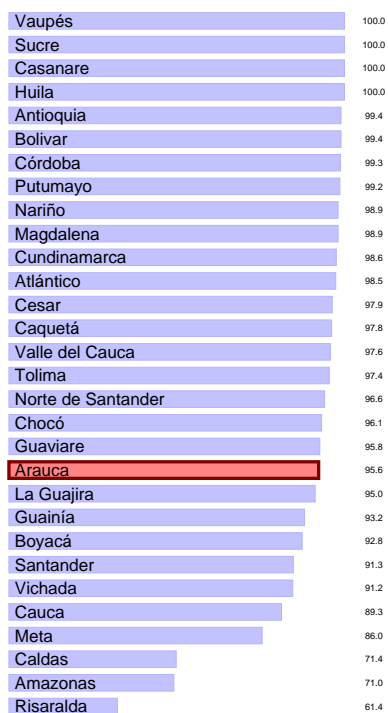 Vaupés 100.0
Sucre 100.0
Casanare 100.0
Huila 100.0
Antioquia 99.4
Bolivar 99.4
Córdoba 99.3
Putumayo 99.2
Nariño 98.9
Magdalena 98.9
Cundinamarca 98.6
Atlántico 98.5
Cesar 97.9
Caquetá 97.8
Valle del Cauca 97.6
Tolima 97.4
Norte de Santander 96.6
Chocó 96.1
Guaviare 95.8
Arauca 95.6
La Guajira 95.0
Guainía 93.2
Boyacá 92.8
Santander 91.3
Vichada 91.2
Cauca 89.3
Meta 86.0
Caldas 71.4
Amazonas 71.0
Risaralda 61.4